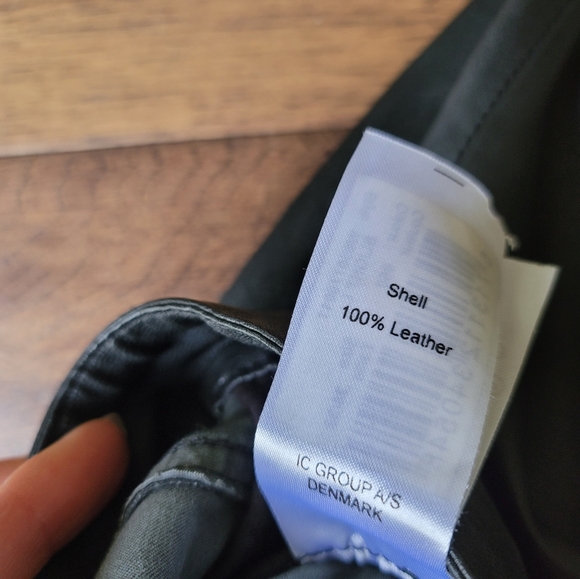 Shell
100% Leather
IC GROUP A/S
DENMARK